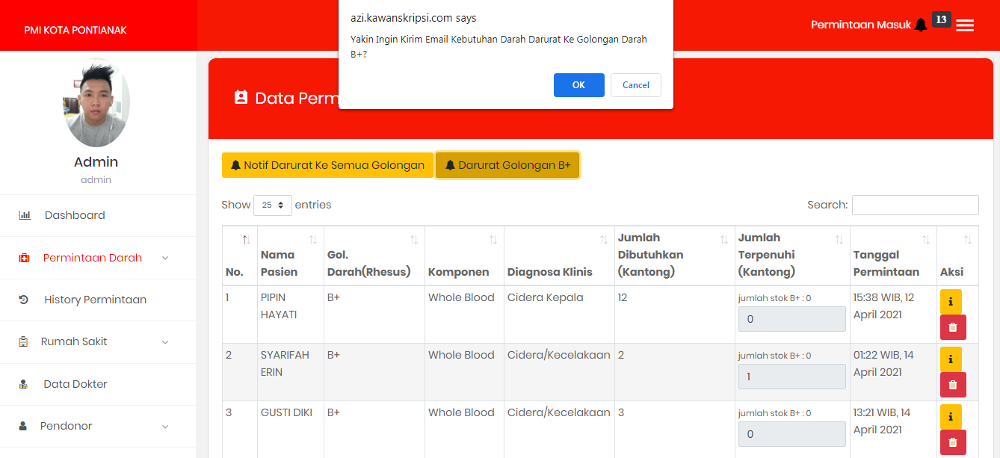 PMI KOTA PONTIANAK
azi.kawanskripsi.com says
Yakin Ingin Kirim Email Kebutuhan Darah Darurat Ke Golongan Darah
B+?
OK
Cancel
Permintaan Masuk 13
Data Perm
Admin
admin
Dashboard
Permintaan Darah
History Permintaan
Rumah Sakit
Data Dokter
Pendonor
Notif Darurat Ke Semua Golongan
Darurat Golongan B+
Show 25 entries
Search:
No.
Nama
Pasien
Gol.
Darah(Rhesus)
Komponen
Diagnosa Klinis
Jumlah
Dibutuhkan
(Kantong)
Jumlah
Terpenuhi
(Kantong)
Tanggal
Permintaan
Aksi
1
PIPIN
HAYATI
B+
Whole Blood
Cidera Kepala
12
jumlah stok B+ : 0
0
15:38 WIB, 12
April 2021
2
SYARIFAH
ERIN
B+
Whole Blood
Cidera/Kecelakaan
2
jumlah stok B+ : 0
1
01:22 WIB, 14
April 2021
3
GUSTI DIKI
B+
Whole Blood
Cidera/Kecelakaan
3
jumlah stok B+ : 0
0
13:21 WIB, 14
April 2021